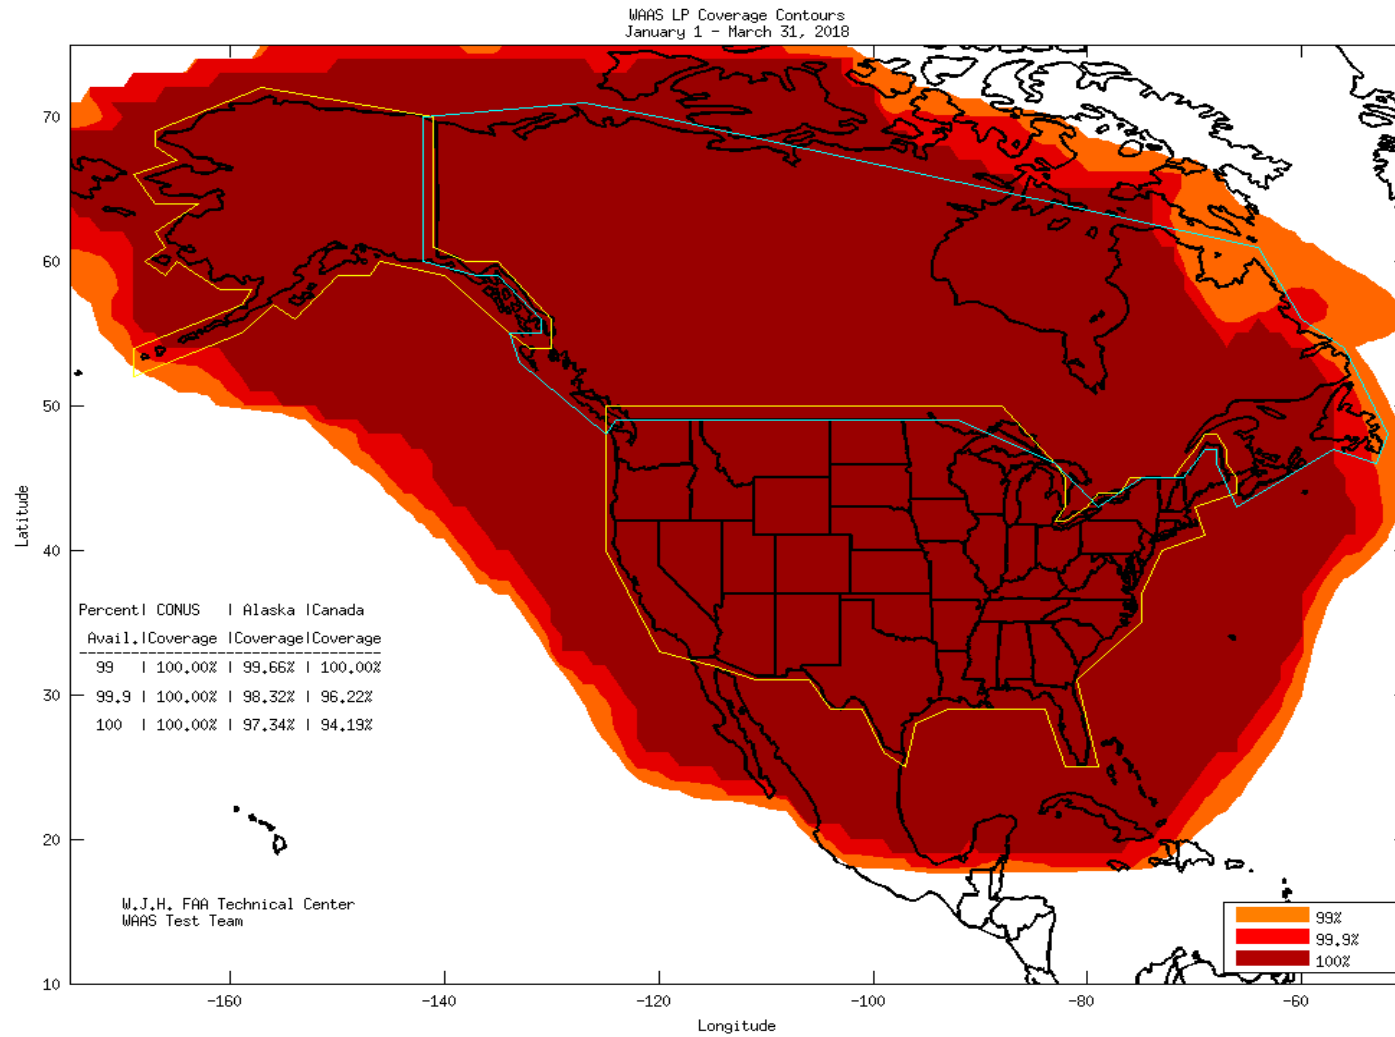 WAAS LP Coverage Contours
January 1 - March 31, 2018
70
60
50
40
30
20
10
Latitude
Percent| CONUS | Alaska |Canada
Avail.|Coverage |Coverage|Coverage
--------------------------------------
99 | 100.00% | 99.66% | 100.00%
99.9 | 100.00% | 98.32% | 96.22%
100 | 100.00% | 97.34% | 94.19%
W.J.H. FAA Technical Center
WAAS Test Team
99%
99.9%
100%
-160 -140 -120 -100 -80 -60
Longitude